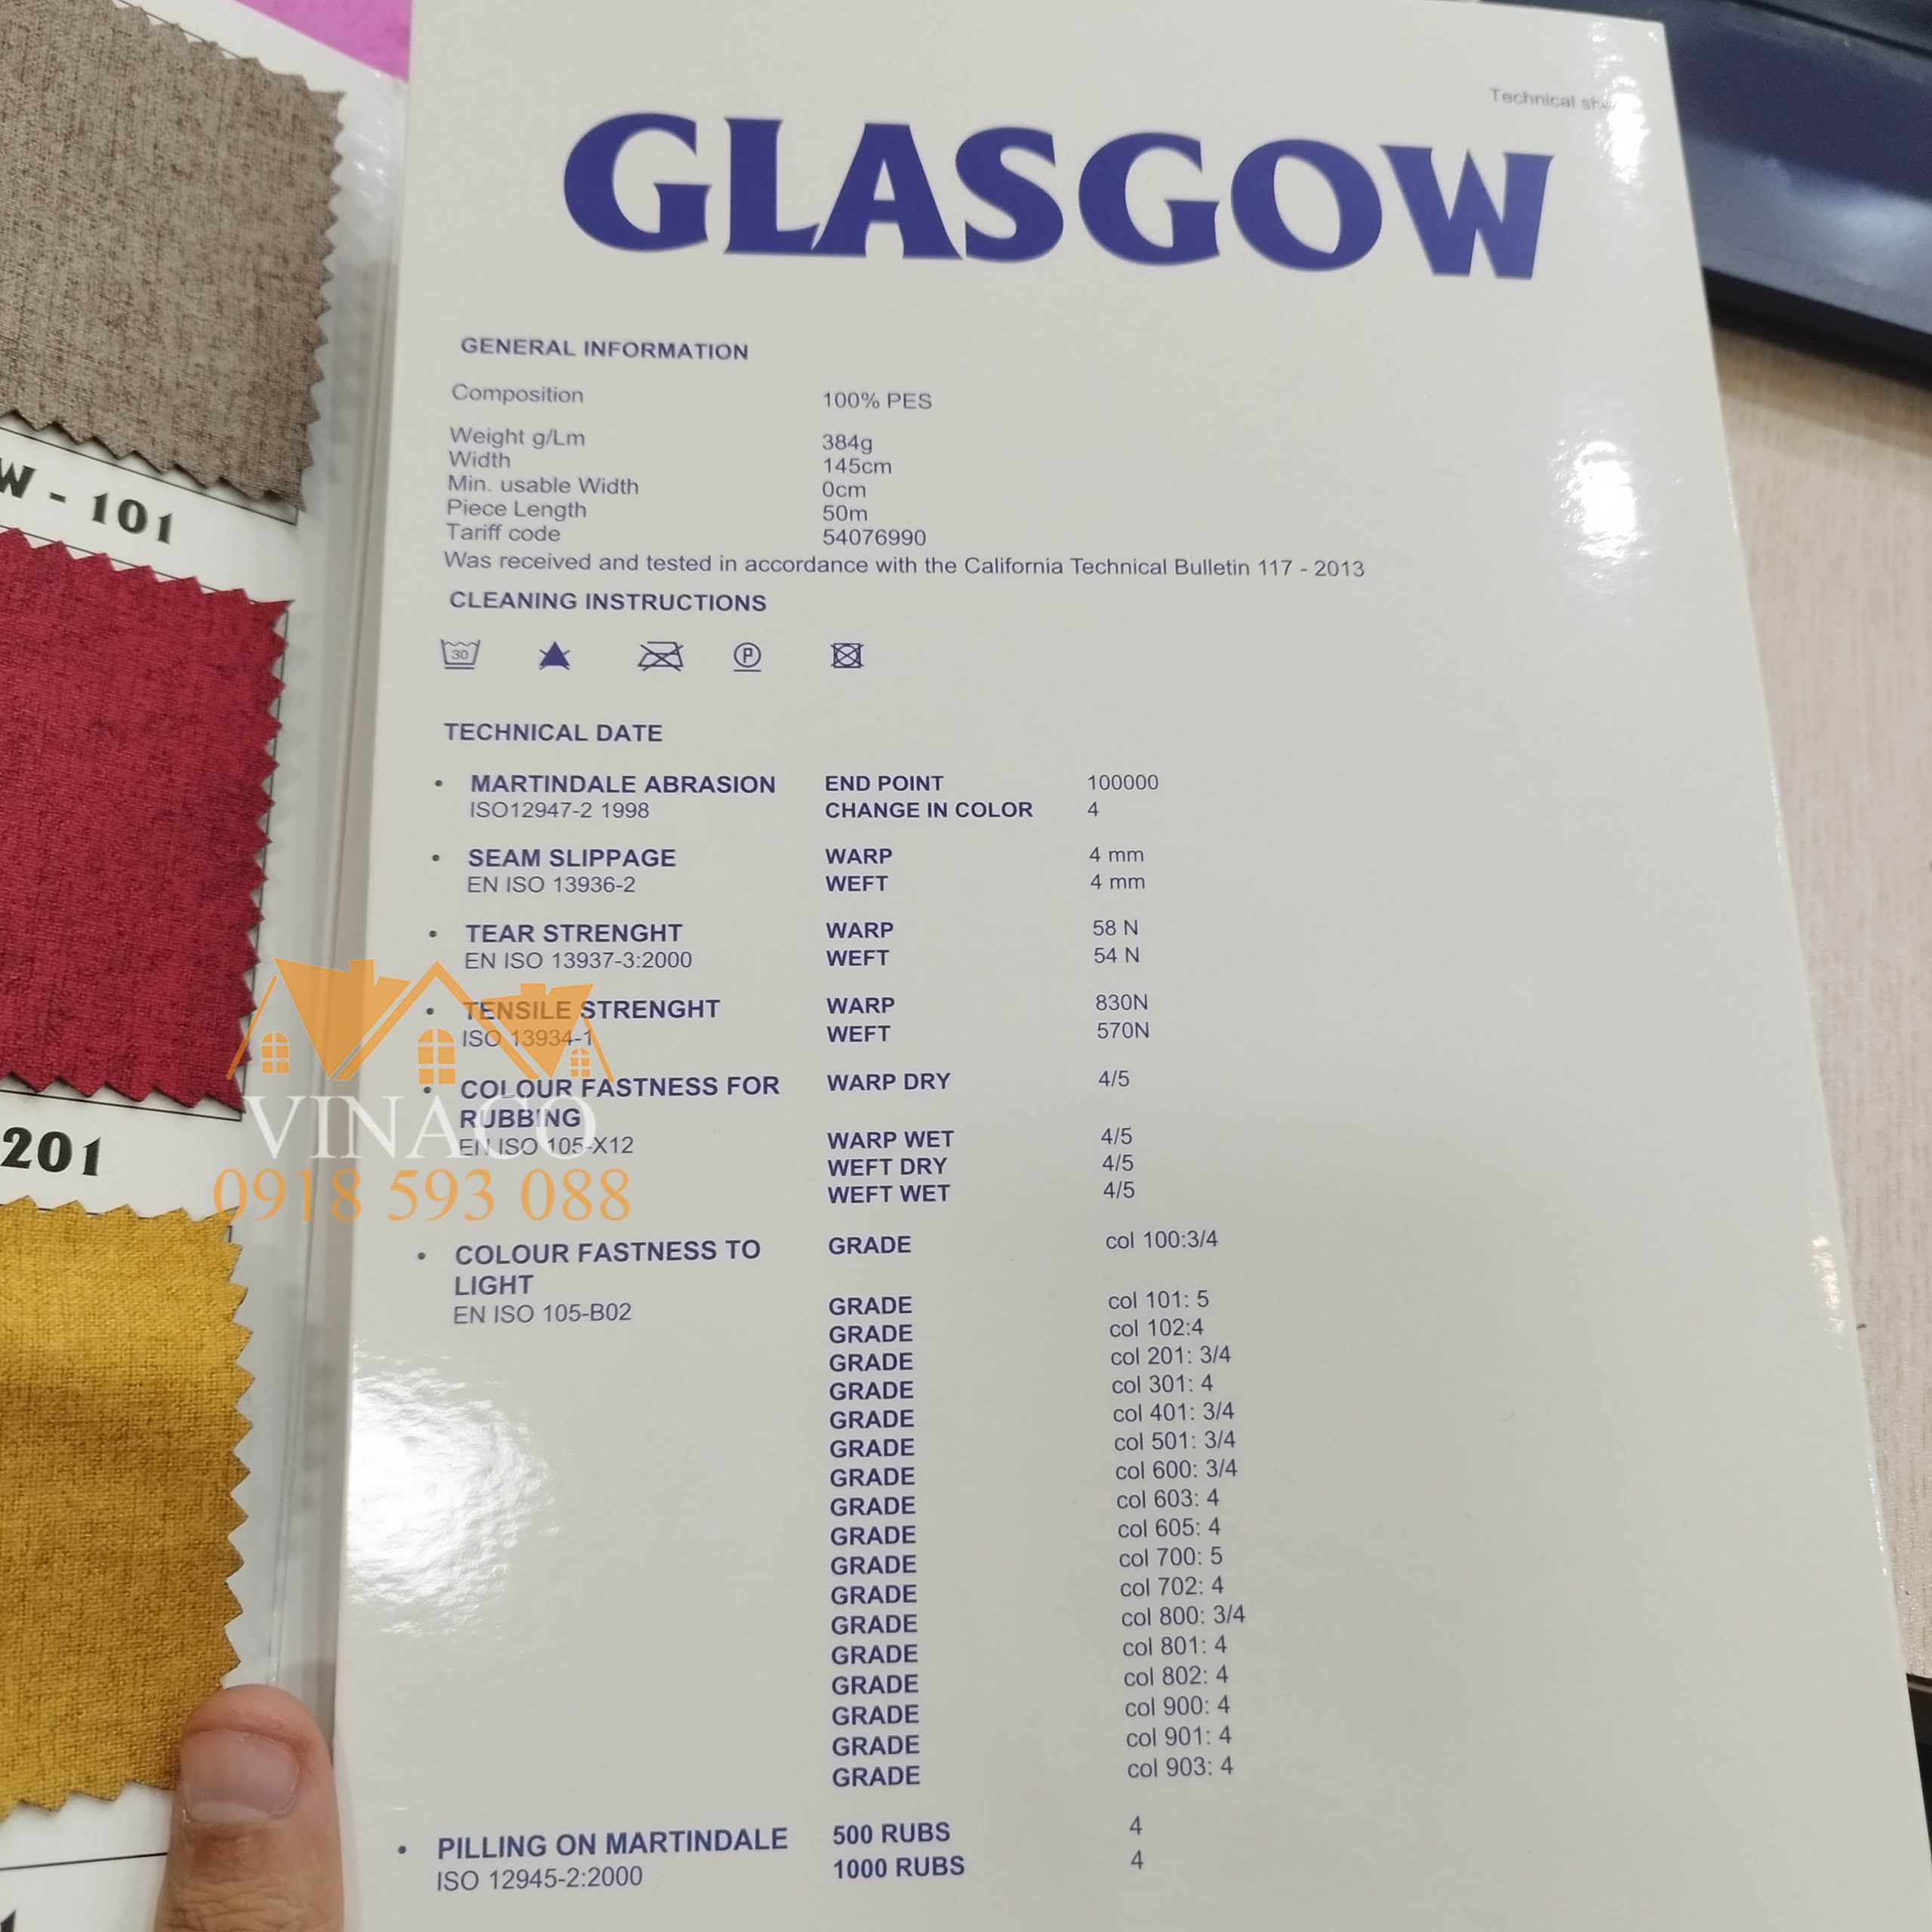 Technical
GLASGOW
GENERAL INFORMATION
Composition 100% PES
Weight g/Lm 384g
Width 145cm
Min. usable Width 0cm
Piece Length 50m
Tariff code 54076990
Was received and tested in accordance with the California Technical Bulletin 117 - 2013
CLEANING INSTRUCTIONS
30 P
TECHNICAL DATE
• MARTINDALE ABRASION END POINT 100000
ISO12947-2 1998 CHANGE IN COLOR 4
• SEAM SLIPPAGE WARP 4 mm
EN ISO 13936-2 WEFT 4 mm
• TEAR STRENGHT WARP 58 N
EN ISO 13937-3:2000 WEFT 54 N
• TENSILE STRENGHT WARP 830N
ISO 13934-1 WEFT 570N
• COLOUR FASTNESS FOR WARP DRY 4/5
RUBBING
EN ISO 105-X12 WARP WET 4/5
WEFT DRY 4/5
WEFT WET 4/5
• COLOUR FASTNESS TO GRADE col 100:3/4
LIGHT
EN ISO 105-B02 GRADE col 101: 5
GRADE col 102:4
GRADE col 201: 3/4
GRADE col 301: 4
GRADE col 401: 3/4
GRADE col 501: 3/4
GRADE col 600: 3/4
GRADE col 603: 4
GRADE col 605: 4
GRADE col 700: 5
GRADE col 702: 4
GRADE col 800: 3/4
GRADE col 801: 4
GRADE col 802: 4
GRADE col 900: 4
GRADE col 901: 4
GRADE col 903: 4
• PILLING ON MARTINDALE 500 RUBS 4
ISO 12945-2:2000 1000 RUBS 4
W - 101
201
1
VINACO
0918 593 088